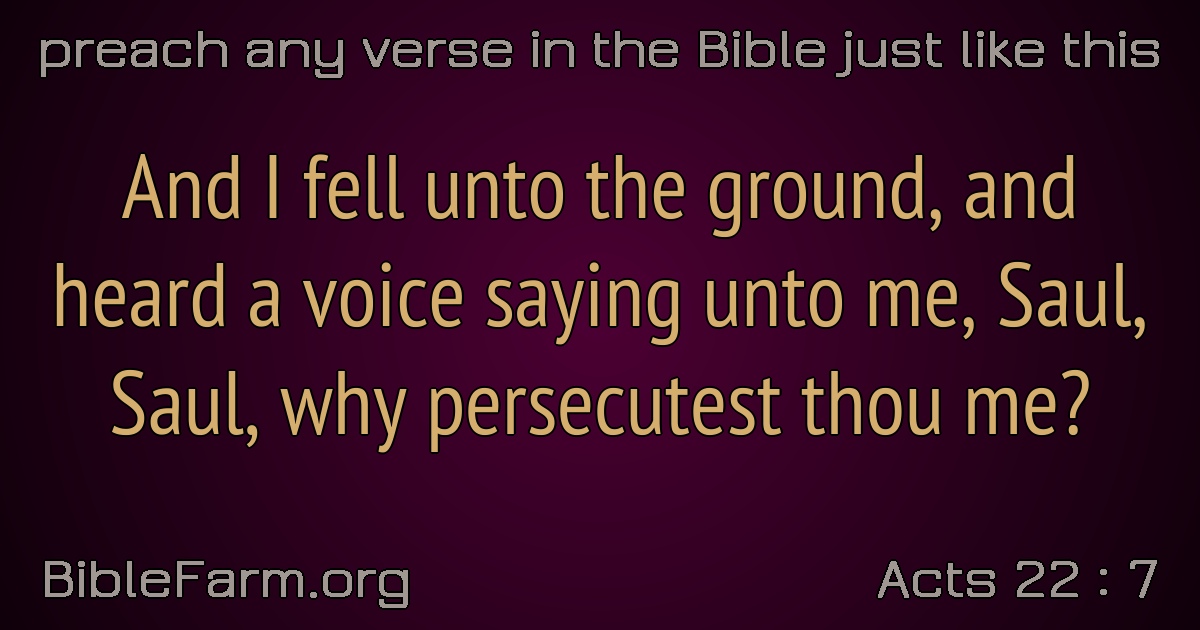 preach any verse in the Bible just like this
And I fell unto the ground, and
heard a voice saying unto me, Saul,
Saul, why persecutest thou me?
BibleFarm.org
Acts 22 : 7